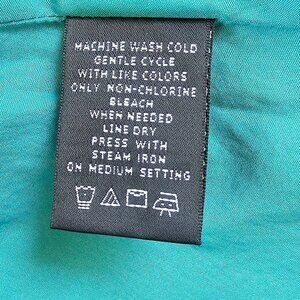 MACHINE WASH COLD
GENTLE CYCLE
WITH LIKE COLORS
ONLY NON-CHLORINE
BLEACH
WHEN NEEDED
LINE DRY
PRESS WITH
STEAM IRON
ON MEDIUM SETTING